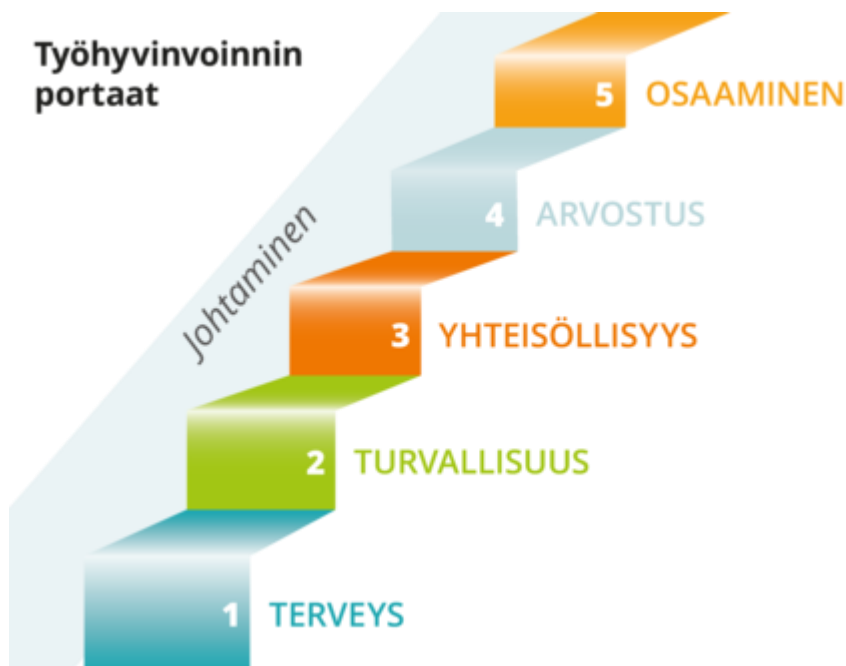 Työhyvinvoinnin
portaat
5 OSAAMINEN
4 ARVOSTUS
Johtaminen
3 YHTEISÖLLISYYS
2 TURVALLISUUS
1 TERVEYS